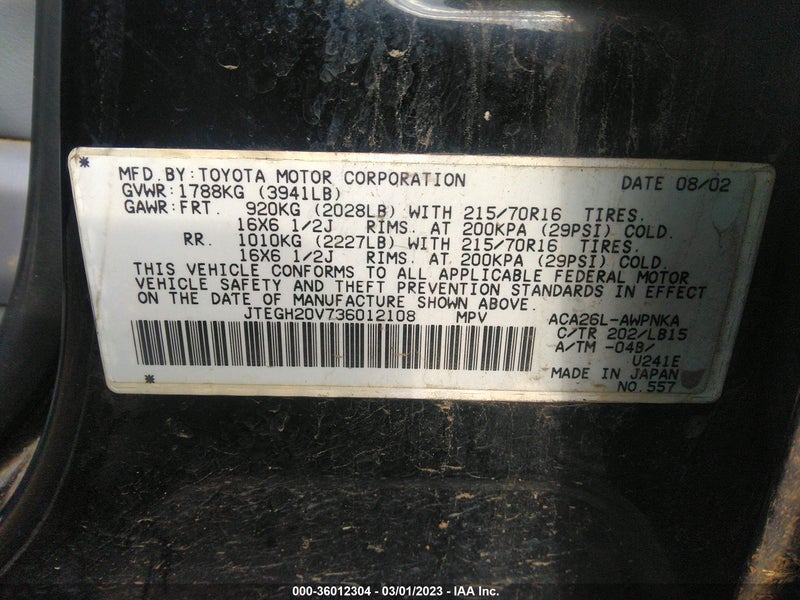 * MFD. BY: TOYOTA MOTOR CORPORATION DATE 08/02
GVWR: 1788KG (3941LB)
GAWR: FRT. 920KG (2028LB) WITH 215/70R16 TIRES.
16X6 1/2J RIMS. AT 200KPA (29PSI) COLD.
RR. 1010KG (2227LB) WITH 215/70R16 TIRES.
16X6 1/2J RIMS. AT 200KPA (29PSI) COLD.
THIS VEHICLE CONFORMS TO ALL APPLICABLE FEDERAL MOTOR
VEHICLE SAFETY AND THEFT PREVENTION STANDARDS IN EFFECT
ON THE DATE OF MANUFACTURE SHOWN ABOVE.
JTEGH20V736012108 MPV ACA26L-AWPNKA
C/TR 202/LB15
A/TM -04B/
U241E
MADE IN JAPAN
* NO. 557
000-36012304 - 03/01/2023 - IAA Inc.